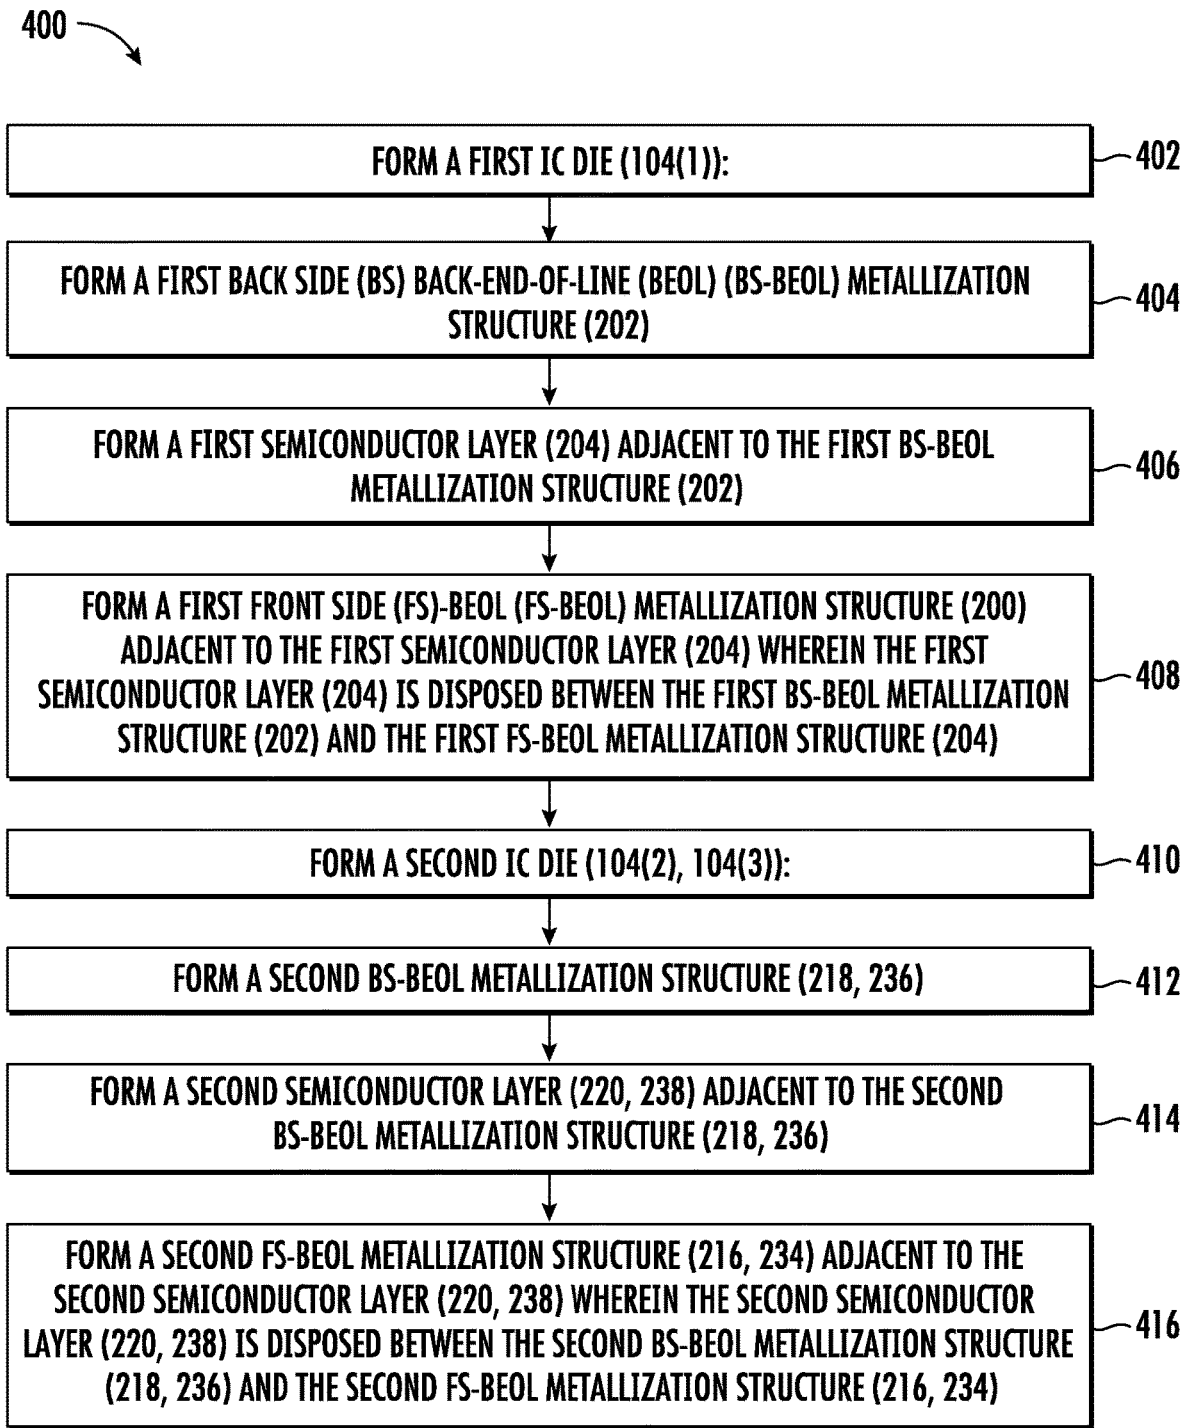 400
FORM A FIRST IC DIE (104(1)):
402
FORM A FIRST BACK SIDE (BS) BACK-END-OF-LINE (BEOL) (BS-BEOL) METALLIZATION
STRUCTURE (202)
404
FORM A FIRST SEMICONDUCTOR LAYER (204) ADJACENT TO THE FIRST BS-BEOL
METALLIZATION STRUCTURE (202)
406
FORM A FIRST FRONT SIDE (FS)-BEOL (FS-BEOL) METALLIZATION STRUCTURE (200)
ADJACENT TO THE FIRST SEMICONDUCTOR LAYER (204) WHEREIN THE FIRST
SEMICONDUCTOR LAYER (204) IS DISPOSED BETWEEN THE FIRST BS-BEOL METALLIZATION
STRUCTURE (202) AND THE FIRST FS-BEOL METALLIZATION STRUCTURE (204)
408
FORM A SECOND IC DIE (104(2), 104(3)):
410
FORM A SECOND BS-BEOL METALLIZATION STRUCTURE (218, 236)
412
FORM A SECOND SEMICONDUCTOR LAYER (220, 238) ADJACENT TO THE SECOND
BS-BEOL METALLIZATION STRUCTURE (218, 236)
414
FORM A SECOND FS-BEOL METALLIZATION STRUCTURE (216, 234) ADJACENT TO THE
SECOND SEMICONDUCTOR LAYER (220, 238) WHEREIN THE SECOND SEMICONDUCTOR
LAYER (220, 238) IS DISPOSED BETWEEN THE SECOND BS-BEOL METALLIZATION STRUCTURE
(218, 236) AND THE SECOND FS-BEOL METALLIZATION STRUCTURE (216, 234)
416